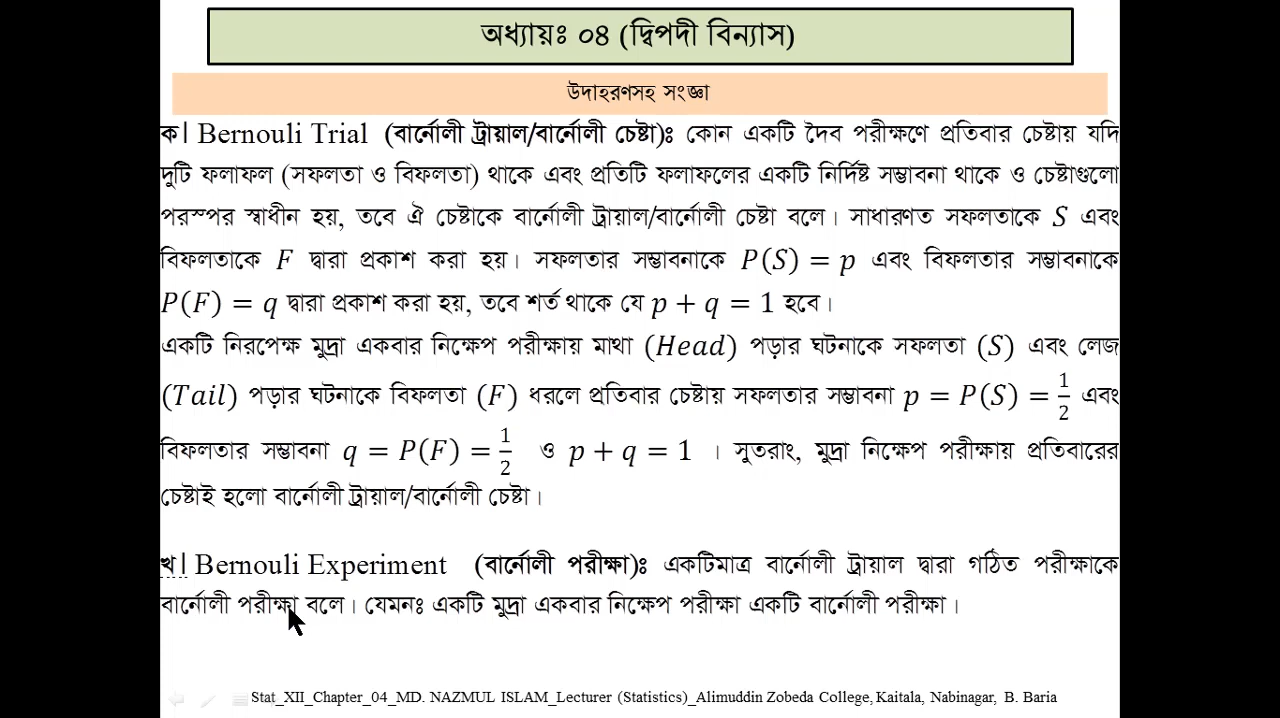 অধ্যায়ঃ ০৪ (দ্বিপদী বিন্যাস)
উদাহরণসহ সংজ্ঞা
ক। Bernouli Trial (বার্নোলী ট্রায়াল/বার্নোলী চেষ্টা)ঃ কোন একটি দৈব পরীক্ষণে প্রতিবার চেষ্টায় যদি
দুটি ফলাফল (সফলতা ও বিফলতা) থাকে এবং প্রতিটি ফলাফলের একটি নির্দিষ্ট সম্ভাবনা থাকে ও চেষ্টাগুলো
পরস্পর স্বাধীন হয়, তবে ঐ চেষ্টাকে বার্নোলী ট্রায়াল/বার্নোলী চেষ্টা বলে। সাধারণত সফলতাকে S এবং
বিফলতাকে F দ্বারা প্রকাশ করা হয়। সফলতার সম্ভাবনাকে P(S) = p এবং বিফলতার সম্ভাবনাকে
P(F) = q দ্বারা প্রকাশ করা হয়, তবে শর্ত থাকে যে p + q = 1 হবে।
একটি নিরপেক্ষ মুদ্রা একবার নিক্ষেপ পরীক্ষায় মাথা (Head) পড়ার ঘটনাকে সফলতা (S) এবং লেজ
(Tail) পড়ার ঘটনাকে বিফলতা (F) ধরলে প্রতিবার চেষ্টায় সফলতার সম্ভাবনা p = P(S) = 1/2 এবং
বিফলতার সম্ভাবনা q = P(F) = 1/2 ও p + q = 1 । সুতরাং, মুদ্রা নিক্ষেপ পরীক্ষায় প্রতিবারের
চেষ্টাই হলো বার্নোলী ট্রায়াল/বার্নোলী চেষ্টা।
খ। Bernouli Experiment (বার্নোলী পরীক্ষা)ঃ একটিমাত্র বার্নোলী ট্রায়াল দ্বারা গঠিত পরীক্ষাকে
বার্নোলী পরীক্ষা বলে। যেমনঃ একটি মুদ্রা একবার নিক্ষেপ পরীক্ষা একটি বার্নোলী পরীক্ষা।
Stat_XII_Chapter_04_MD. NAZMUL ISLAM_Lecturer (Statistics)_Alimuddin Zobeda College, Kaitala, Nabinagar, B. Baria